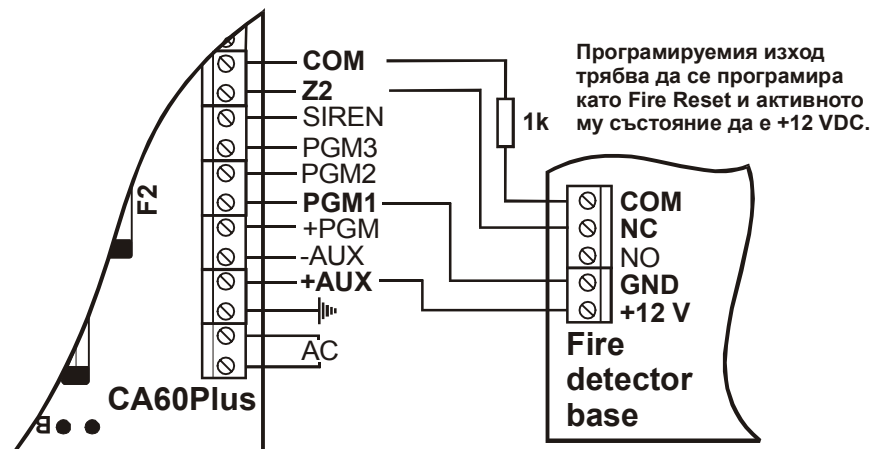 COM
Z2
SIREN
PGM3
PGM2
PGM1
+PGM
-AUX
+AUX
AC
F2
B
CA60Plus
1k
Програмируемия изход
трябва да се програмира
като Fire Reset и активното
му състояние да е +12 VDC.
COM
NC
NO
GND
+12 V
Fire
detector
base